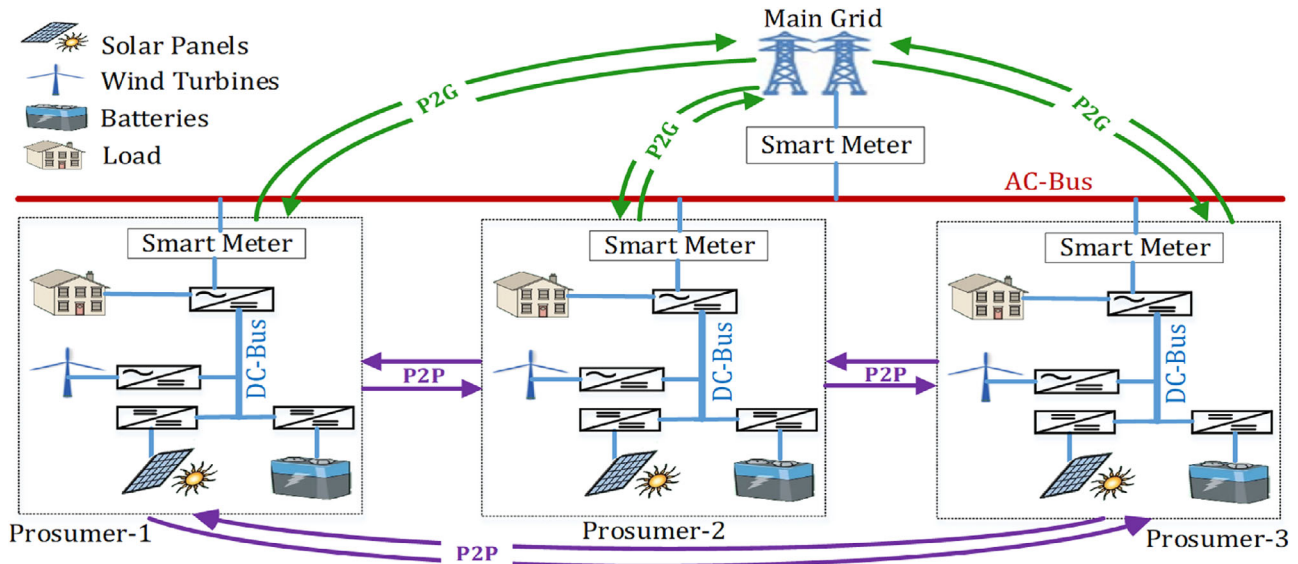 Main Grid
Solar Panels
Wind Turbines
Batteries
Load
P2G
P2G
P2G
Smart Meter
AC-Bus
Smart Meter
Smart Meter
Smart Meter
DC-Bus
DC-Bus
DC-Bus
P2P
P2P
Prosumer-1
Prosumer-2
Prosumer-3
P2P